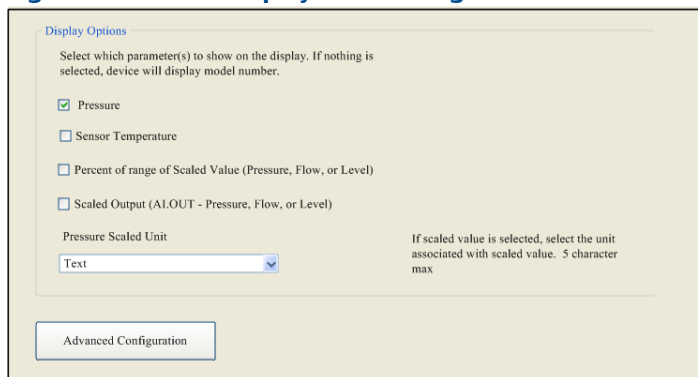 Display Options
Select which parameter(s) to show on the display. If nothing is
selected, device will display model number.
Pressure
Sensor Temperature
Percent of range of Scaled Value (Pressure, Flow, or Level)
Scaled Output (AI.OUT - Pressure, Flow, or Level)
Pressure Scaled Unit
Text
If scaled value is selected, select the unit
associated with scaled value. 5 character
max
Advanced Configuration